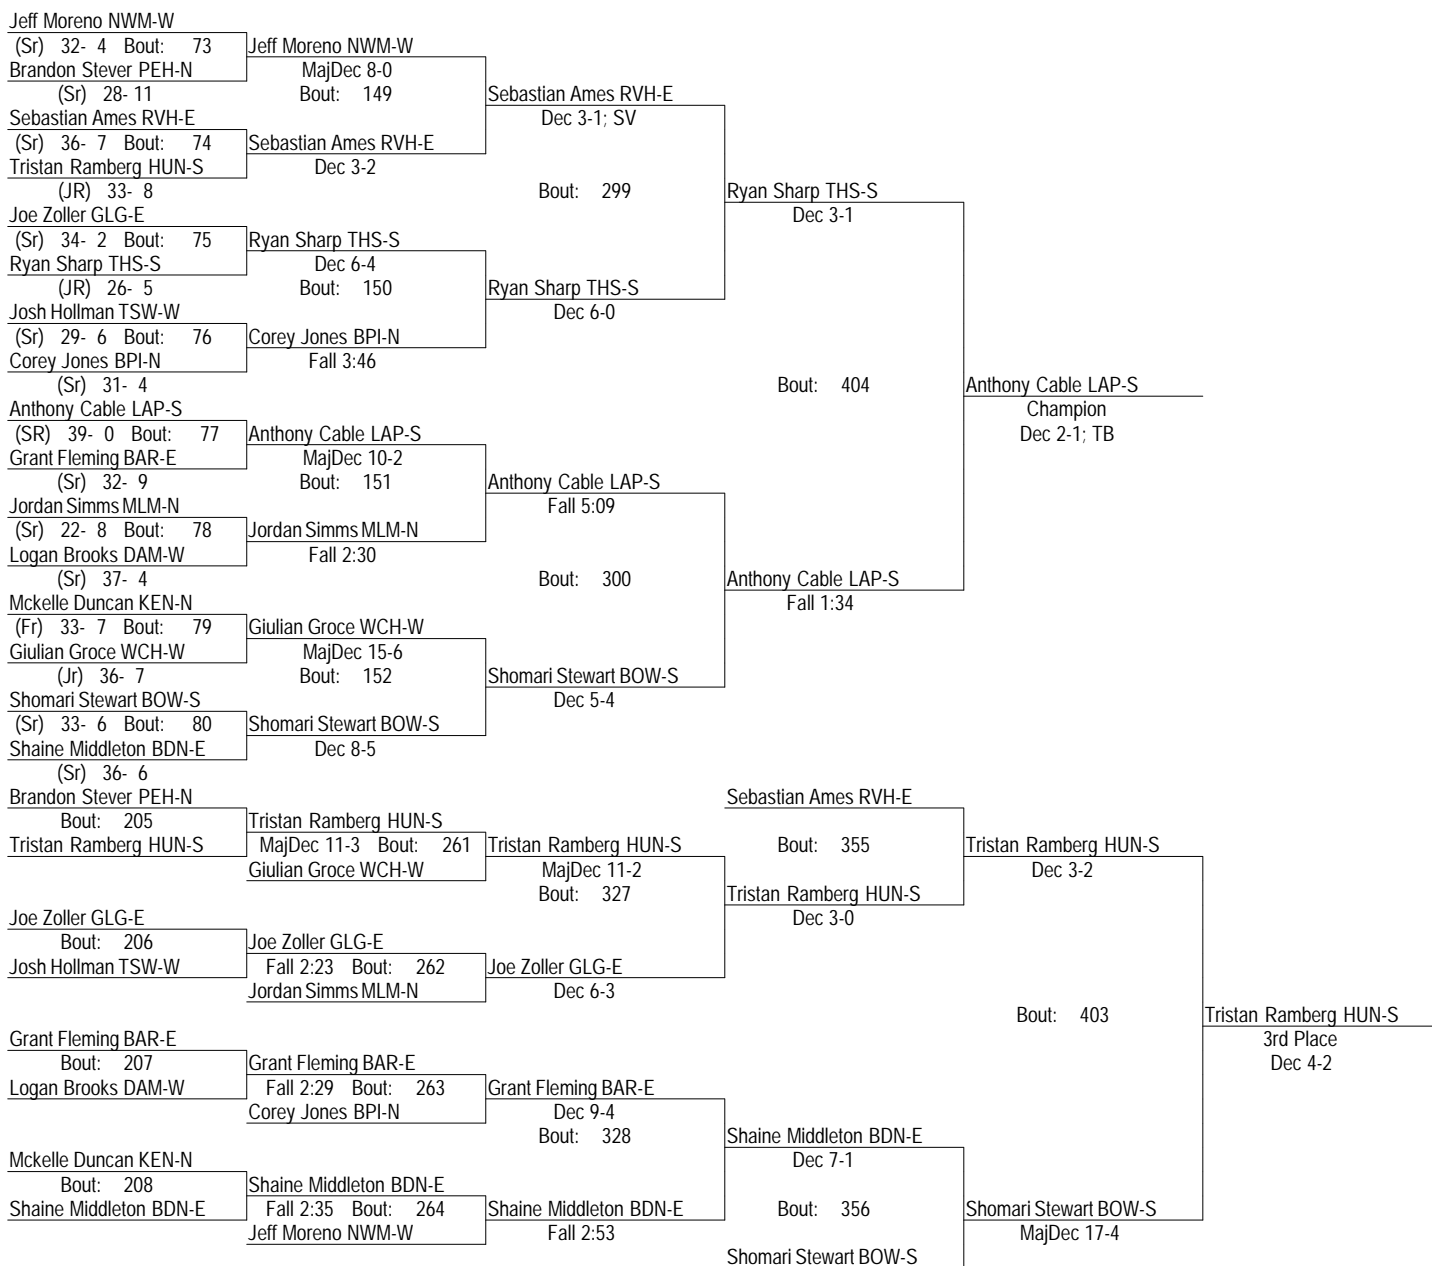 Jeff Moreno NWM-W
(Sr) 32- 4 Bout: 73 Jeff Moreno NWM-W
Brandon Stever PEH-N MajDec 8-0
(Sr) 28- 11 Bout: 149 Sebastian Ames RVH-E
Sebastian Ames RVH-E Dec 3-1; SV
(Sr) 36- 7 Bout: 74 Sebastian Ames RVH-E
Tristan Ramberg HUN-S Dec 3-2
(JR) 33- 8 Bout: 299 Ryan Sharp THS-S
Joe Zoller GLG-E Dec 3-1
(Sr) 34- 2 Bout: 75 Ryan Sharp THS-S
Ryan Sharp THS-S Dec 6-4
(JR) 26- 5 Bout: 150 Ryan Sharp THS-S
Josh Hollman TSW-W Dec 6-0
(Sr) 29- 6 Bout: 76 Corey Jones BPI-N
Corey Jones BPI-N Fall 3:46
(Sr) 31- 4 Bout: 404 Anthony Cable LAP-S
Anthony Cable LAP-S Champion
(SR) 39- 0 Bout: 77 Anthony Cable LAP-S Dec 2-1; TB
Grant Fleming BAR-E MajDec 10-2
(Sr) 32- 9 Bout: 151 Anthony Cable LAP-S
Jordan Simms MLM-N Fall 5:09
(Sr) 22- 8 Bout: 78 Jordan Simms MLM-N
Logan Brooks DAM-W Fall 2:30
(Sr) 37- 4 Bout: 300 Anthony Cable LAP-S
Mckelle Duncan KEN-N Fall 1:34
(Fr) 33- 7 Bout: 79 Giulian Groce WCH-W
Giulian Groce WCH-W MajDec 15-6
(Jr) 36- 7 Bout: 152 Shomari Stewart BOW-S
Shomari Stewart BOW-S Dec 5-4
(Sr) 33- 6 Bout: 80 Shomari Stewart BOW-S
Shaine Middleton BDN-E Dec 8-5
(Sr) 36- 6
Brandon Stever PEH-N Sebastian Ames RVH-E
Bout: 205 Tristan Ramberg HUN-S
Tristan Ramberg HUN-S MajDec 11-3 Bout: 261 Tristan Ramberg HUN-S Bout: 355 Tristan Ramberg HUN-S
Giulian Groce WCH-W MajDec 11-2 Dec 3-2
Bout: 327 Tristan Ramberg HUN-S
Joe Zoller GLG-E Dec 3-0
Bout: 206 Joe Zoller GLG-E
Josh Hollman TSW-W Fall 2:23 Bout: 262 Joe Zoller GLG-E
Jordan Simms MLM-N Dec 6-3
Bout: 403 Tristan Ramberg HUN-S
Grant Fleming BAR-E 3rd Place
Bout: 207 Grant Fleming BAR-E Dec 4-2
Logan Brooks DAM-W Fall 2:29 Bout: 263 Grant Fleming BAR-E
Corey Jones BPI-N Dec 9-4
Bout: 328 Shaine Middleton BDN-E
Mckelle Duncan KEN-N Dec 7-1
Bout: 208 Shaine Middleton BDN-E
Shaine Middleton BDN-E Fall 2:35 Bout: 264 Shaine Middleton BDN-E Bout: 356 Shomari Stewart BOW-S
Jeff Moreno NWM-W Fall 2:53 MajDec 17-4
Shomari Stewart BOW-S